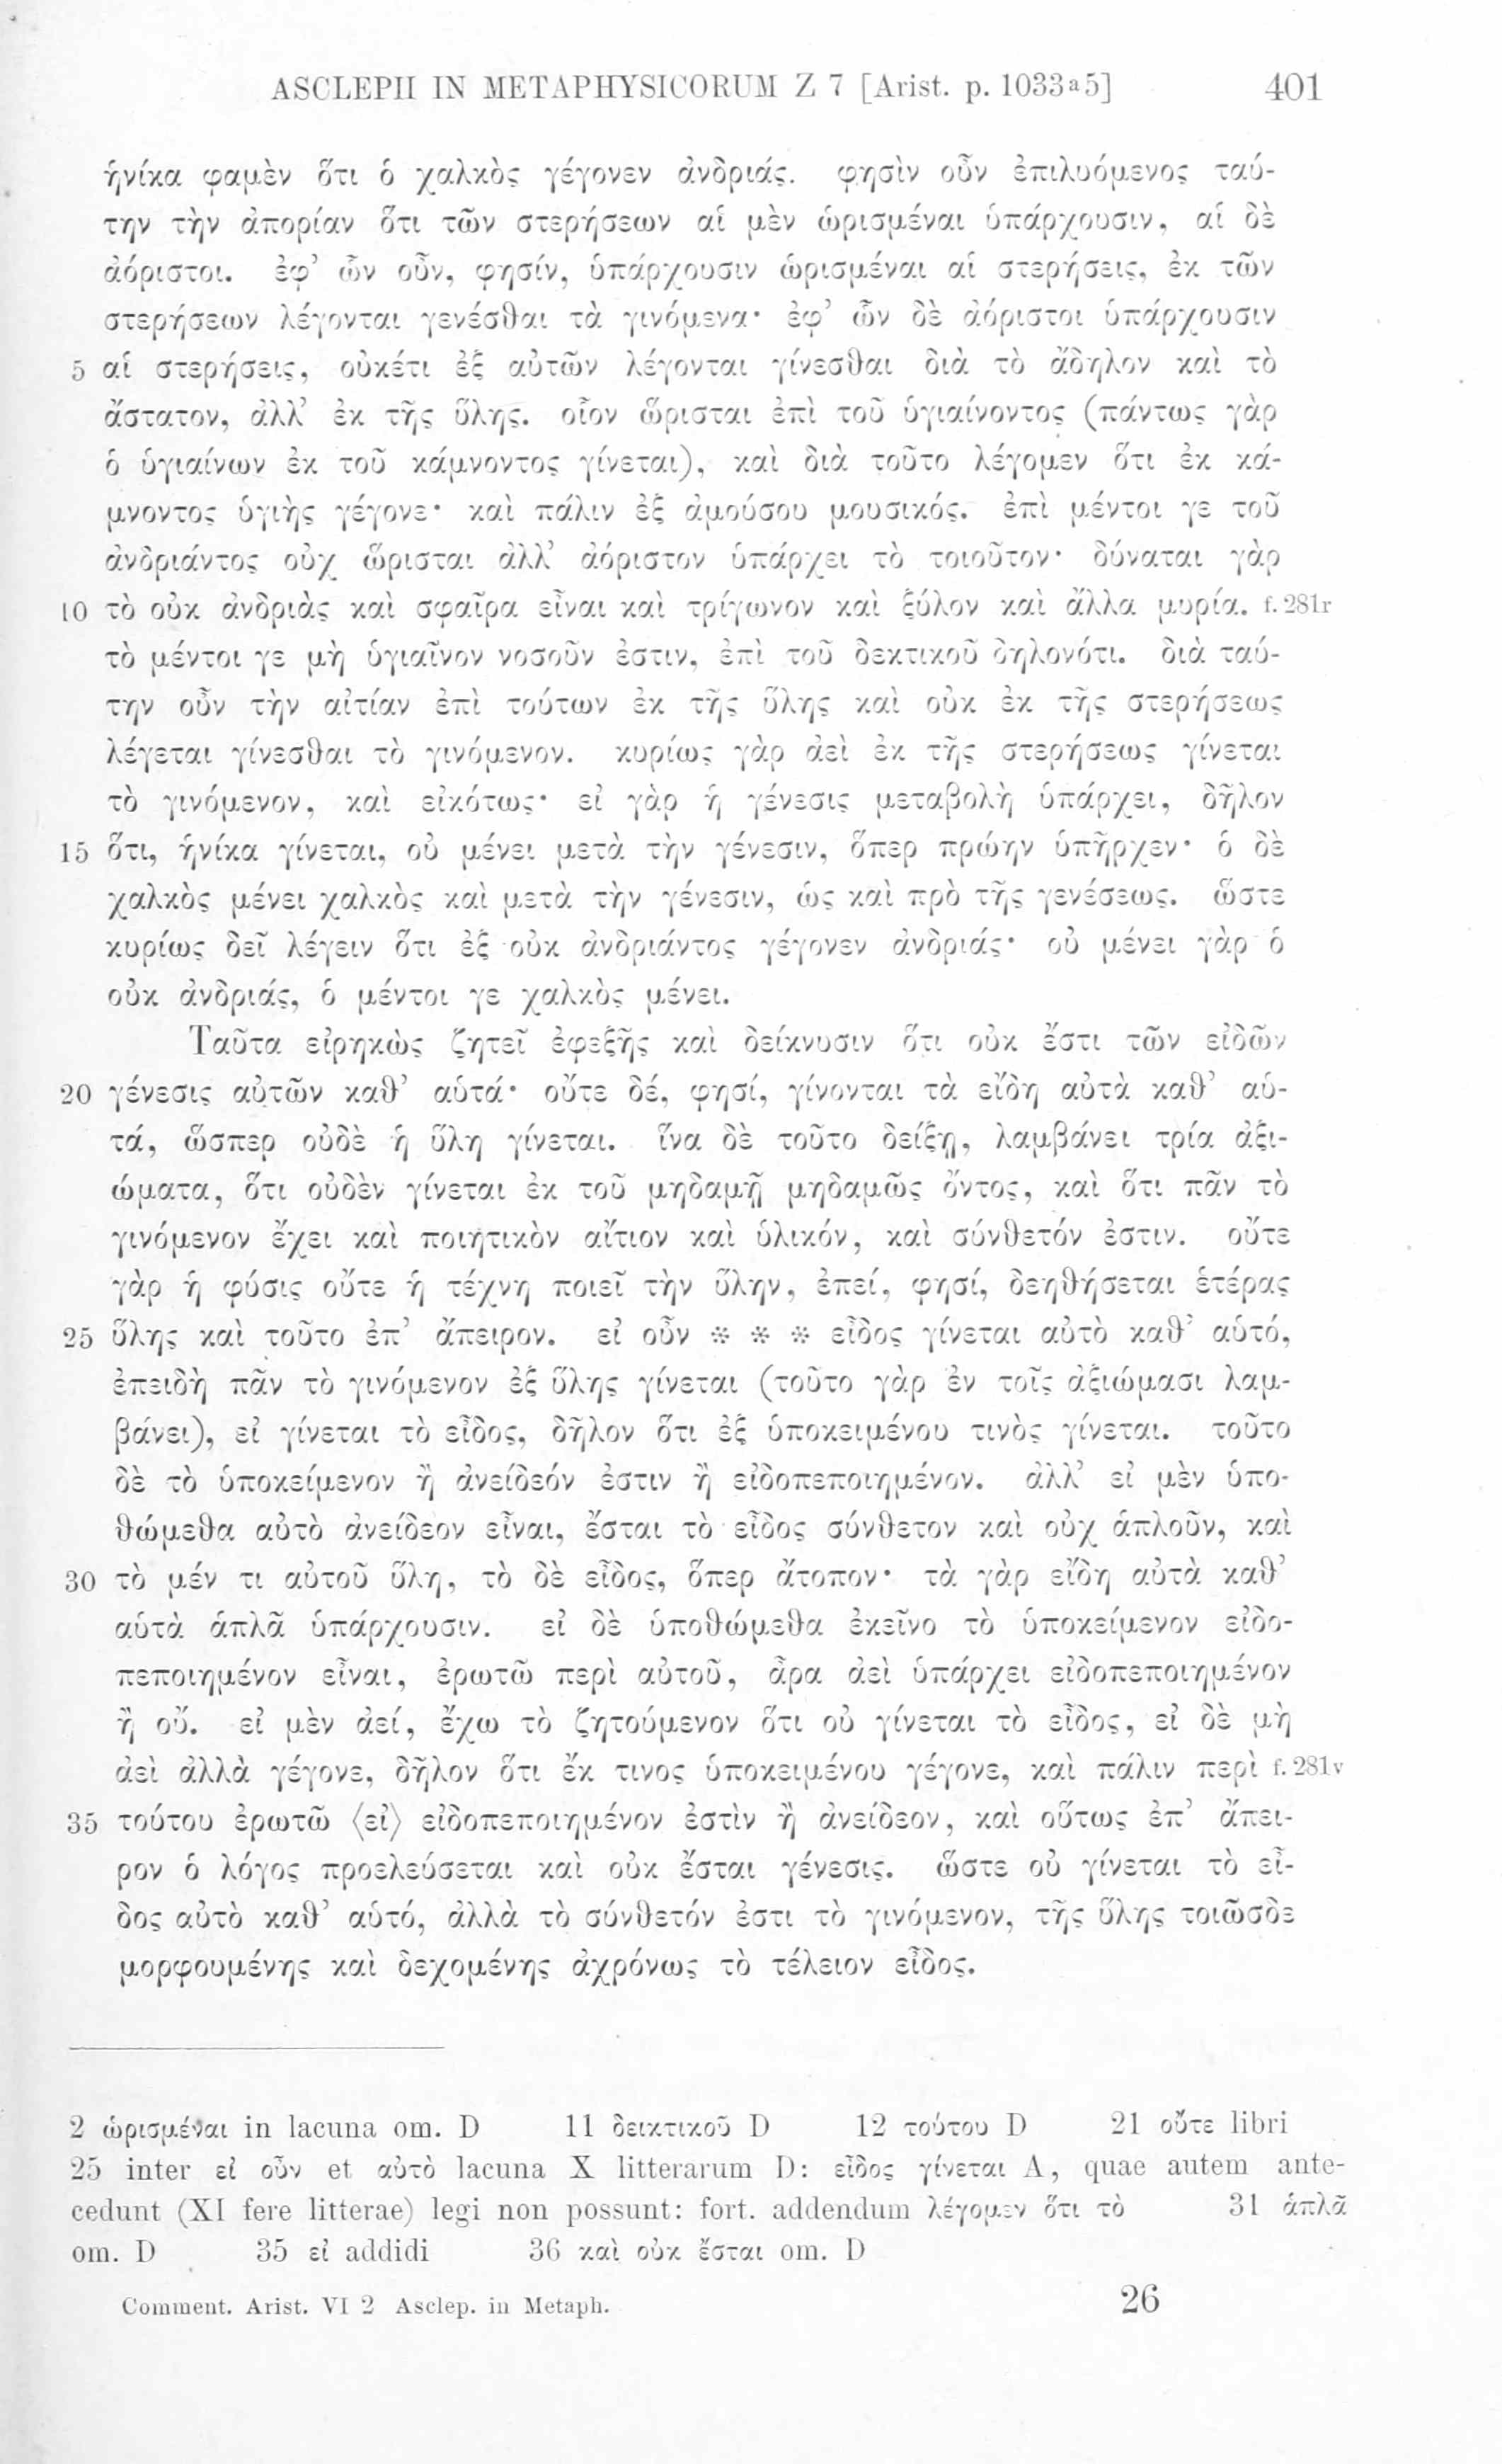 ASCLEPII IN METAPHYSICORUM Z 7 [Arist. p. 1033a5] 401
ἡνίκα φαμὲν ὅτι ὁ χαλκὸς γέγονεν ἀνδριάς. φησὶν οὖν ἐπιλυόμενος ταύ-
την τὴν ἀπορίαν ὅτι τῶν στερήσεων αἱ μὲν ὡρισμέναι ὑπάρχουσιν, αἱ δὲ
ἀόριστοι. ἐφ’ ὧν οὖν, φησίν, ὑπάρχουσιν ὡρισμέναι αἱ στερήσεις, ἐκ τῶν
στερήσεων λέγονται γενέσθαι τὰ γινόμενα· ἐφ’ ὧν δὲ ἀόριστοι ὑπάρχουσιν
5 αἱ στερήσεις, οὐκέτι ἐξ αὐτῶν λέγονται γίνεσθαι διὰ τὸ ἄδηλον καὶ τὸ
ἄστατον, ἀλλ’ ἐκ τῆς ὕλης. οἷον ὥρισται ἐπὶ τοῦ ὑγιαίνοντος (πάντως γὰρ
ὁ ὑγιαίνων ἐκ τοῦ κάμνοντος γίνεται), καὶ διὰ τοῦτο λέγομεν ὅτι ἐκ κά-
μνοντος ὑγιὴς γέγονε· καὶ πάλιν ἐξ ἀμούσου μουσικός. ἐπὶ μέντοι γε τοῦ
ἀνδριάντος οὐχ ὥρισται ἀλλ’ ἀόριστον ὑπάρχει τὸ τοιοῦτον· δύναται γὰρ
10 τὸ οὐκ ἀνδριὰς καὶ σφαῖρα εἶναι καὶ τρίγωνον καὶ ξύλον καὶ ἄλλα μυρία. f. 281r
τὸ μέντοι γε μὴ ὑγιαῖνον νοσοῦν ἐστιν, ἐπὶ τοῦ δεκτικοῦ δηλονότι. διὰ ταύ-
την οὖν τὴν αἰτίαν ἐπὶ τούτων ἐκ τῆς ὕλης καὶ οὐκ ἐκ τῆς στερήσεως
λέγεται γίνεσθαι τὸ γινόμενον. κυρίως γὰρ ἀεὶ ἐκ τῆς στερήσεως γίνεται
τὸ γινόμενον, καὶ εἰκότως· εἰ γὰρ ἡ γένεσις μεταβολὴ ὑπάρχει, δῆλον
15 ὅτι, ἡνίκα γίνεται, οὐ μένει μετὰ τὴν γένεσιν, ὅπερ πρώην ὑπῆρχεν· ὁ δὲ
χαλκὸς μένει χαλκὸς καὶ μετὰ τὴν γένεσιν, ὡς καὶ πρὸ τῆς γενέσεως. ὥστε
κυρίως δεῖ λέγειν ὅτι ἐξ οὐκ ἀνδριάντος γέγονεν ἀνδριάς· οὐ μένει γὰρ ὁ
οὐκ ἀνδριάς, ὁ μέντοι γε χαλκὸς μένει.
Ταῦτα εἰρηκὼς ζητεῖ ἐφεξῆς καὶ δείκνυσιν ὅτι οὐκ ἔστι τῶν εἰδῶν
20 γένεσις αὐτῶν καθ’ αὑτά· οὔτε δέ, φησί, γίνονται τὰ εἴδη αὐτὰ καθ’ αὑ-
τά, ὥσπερ οὐδὲ ἡ ὕλη γίνεται. ἵνα δὲ τοῦτο δείξῃ, λαμβάνει τρία ἀξι-
ώματα, ὅτι οὐδὲν γίνεται ἐκ τοῦ μηδαμῇ μηδαμῶς ὄντος, καὶ ὅτι πᾶν τὸ
γινόμενον ἔχει καὶ ποιητικὸν αἴτιον καὶ ὑλικόν, καὶ σύνθετόν ἐστιν. οὔτε
γὰρ ἡ φύσις οὔτε ἡ τέχνη ποιεῖ τὴν ὕλην, ἐπεί, φησί, δεηθήσεται ἑτέρας
25 ὕλης καὶ τοῦτο ἐπ’ ἄπειρον. εἰ οὖν * * * εἶδος γίνεται αὐτὸ καθ’ αὑτό,
ἐπειδὴ πᾶν τὸ γινόμενον ἐξ ὕλης γίνεται (τοῦτο γὰρ ἐν τοῖς ἀξιώμασι λαμ-
βάνει), εἰ γίνεται τὸ εἶδος, δῆλον ὅτι ἐξ ὑποκειμένου τινὸς γίνεται. τοῦτο
δὲ τὸ ὑποκείμενον ἢ ἀνείδεόν ἐστιν ἢ εἰδοπεποιημένον. ἀλλ’ εἰ μὲν ὑπο-
θώμεθα αὐτὸ ἀνείδεον εἶναι, ἔσται τὸ εἶδος σύνθετον καὶ οὐχ ἁπλοῦν, καὶ
30 τὸ μέν τι αὐτοῦ ὕλη, τὸ δὲ εἶδος, ὅπερ ἄτοπον· τὰ γὰρ εἴδη αὐτὰ καθ’
αὑτὰ ἁπλᾶ ὑπάρχουσιν. εἰ δὲ ὑποθώμεθα ἐκεῖνο τὸ ὑποκείμενον εἰδο-
πεποιημένον εἶναι, ἐρωτῶ περὶ αὐτοῦ, ἆρα ἀεὶ ὑπάρχει εἰδοπεποιημένον
ἢ οὔ. εἰ μὲν ἀεί, ἔχω τὸ ζητούμενον ὅτι οὐ γίνεται τὸ εἶδος, εἰ δὲ μὴ
ἀεὶ ἀλλὰ γέγονε, δῆλον ὅτι ἔκ τινος ὑποκειμένου γέγονε, καὶ πάλιν περὶ f. 281v
35 τούτου ἐρωτῶ ⟨εἰ⟩ εἰδοπεποιημένον ἐστὶν ἢ ἀνείδεον, καὶ οὕτως ἐπ’ ἄπει-
ρον ὁ λόγος προελεύσεται καὶ οὐκ ἔσται γένεσις. ὥστε οὐ γίνεται τὸ εἶ-
δος αὐτὸ καθ’ αὑτό, ἀλλὰ τὸ σύνθετόν ἐστι τὸ γινόμενον, τῆς ὕλης τοιῶσδε
μορφουμένης καὶ δεχομένης ἀχρόνως τὸ τέλειον εἶδος.
2 ὡρισμέναι in lacuna om. D 11 δεικτικοῦ D 12 τούτου D 21 οὔτε libri
25 inter εἰ οὖν et αὐτὸ lacuna X litterarum D: εἶδος γίνεται A, quae autem ante-
cedunt (XI fere litterae) legi non possunt: fort. addendum λέγομεν ὅτι τὸ 31 ἁπλᾶ
om. D 35 εἰ addidi 36 καὶ οὐκ ἔσται om. D
Comment. Arist. VI 2 Asclep. in Metaph. 26